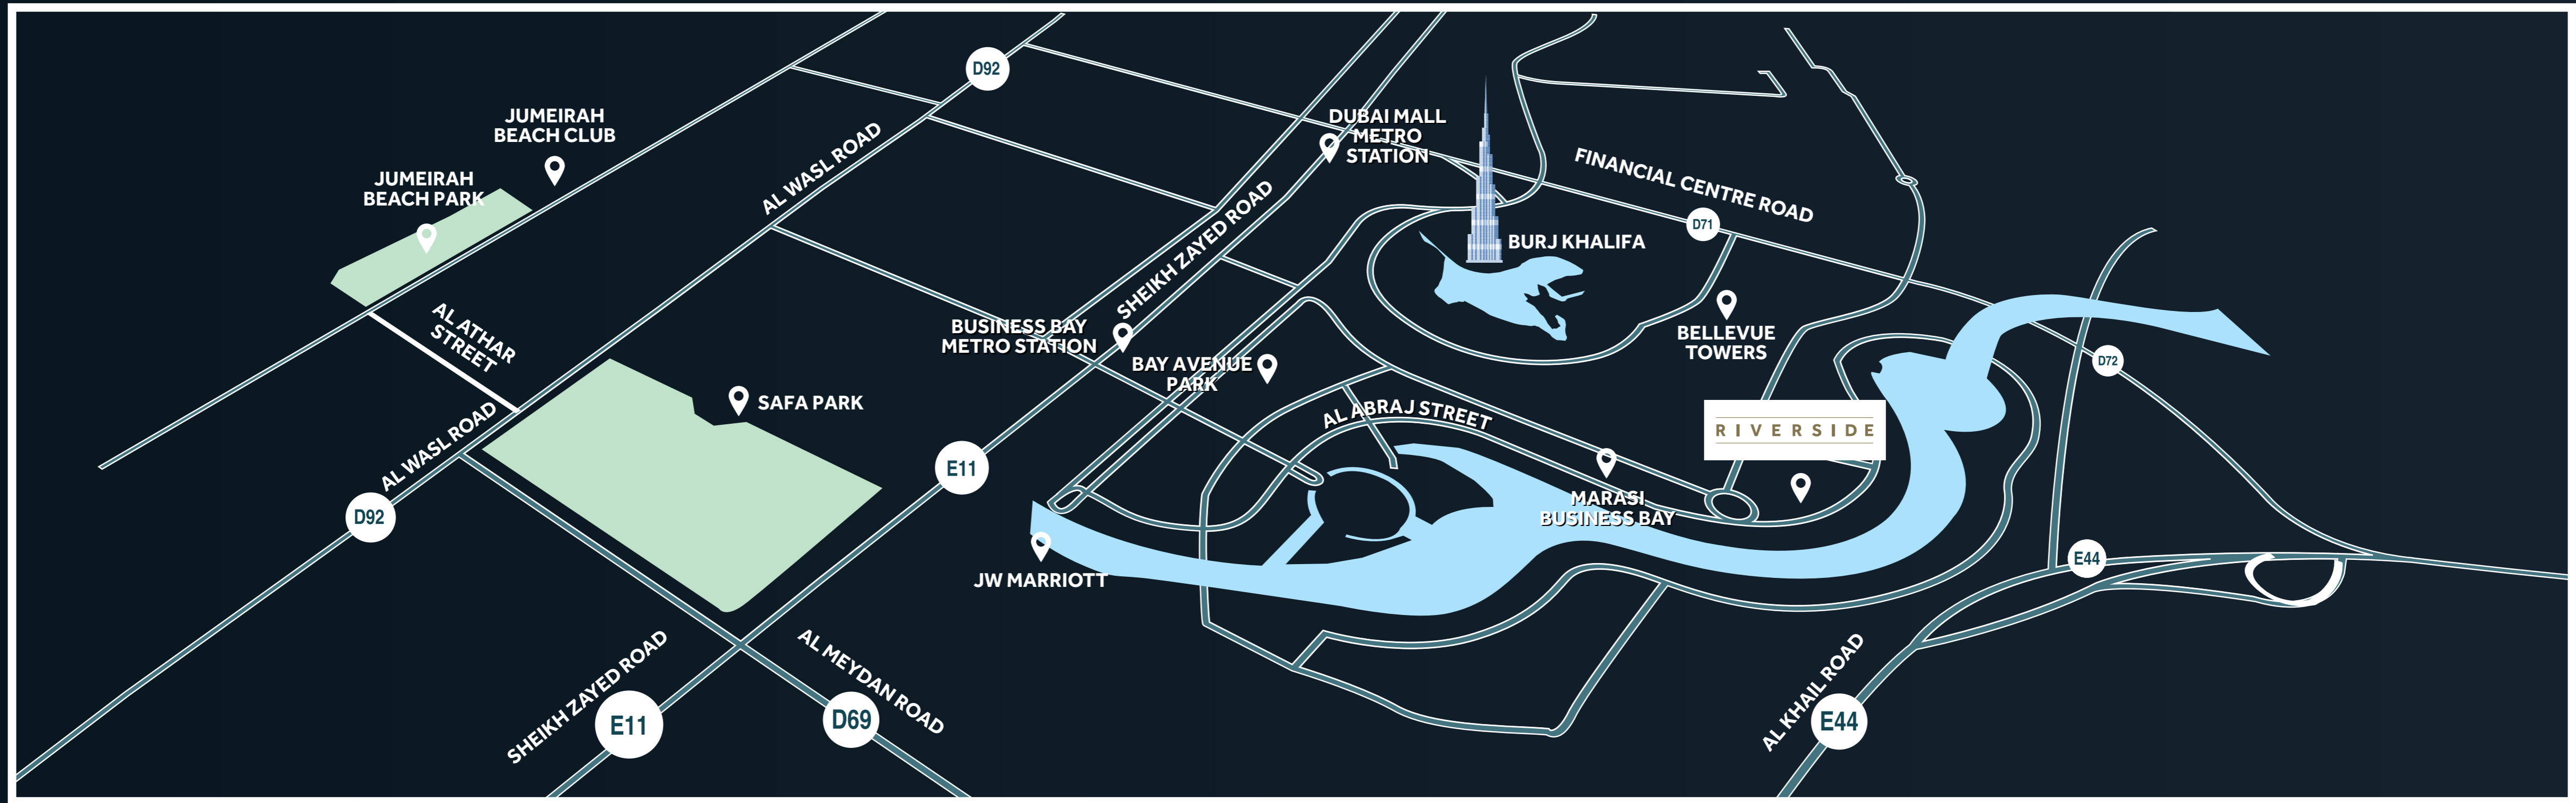 D92
JUMEIRAH
BEACH CLUB
DUBAI MALL
METRO
STATION
AL WASL ROAD
JUMEIRAH
BEACH PARK
FINANCIAL CENTRE ROAD
D71
SHEIKH ZAYED ROAD
BURJ KHALIFA
AL ATHAR
STREET
BUSINESS BAY
METRO STATION
BELLEVUE
TOWERS
BAY AVENUE
PARK
D72
SAFA PARK
AL ABRAJ STREET
RIVERSIDE
AL WASL ROAD
E11
D92
MARASI
BUSINESS BAY
JW MARRIOTT
E44
SHEIKH ZAYED ROAD
AL MEYDAN ROAD
AL KHAIL ROAD
E11
D69
E44